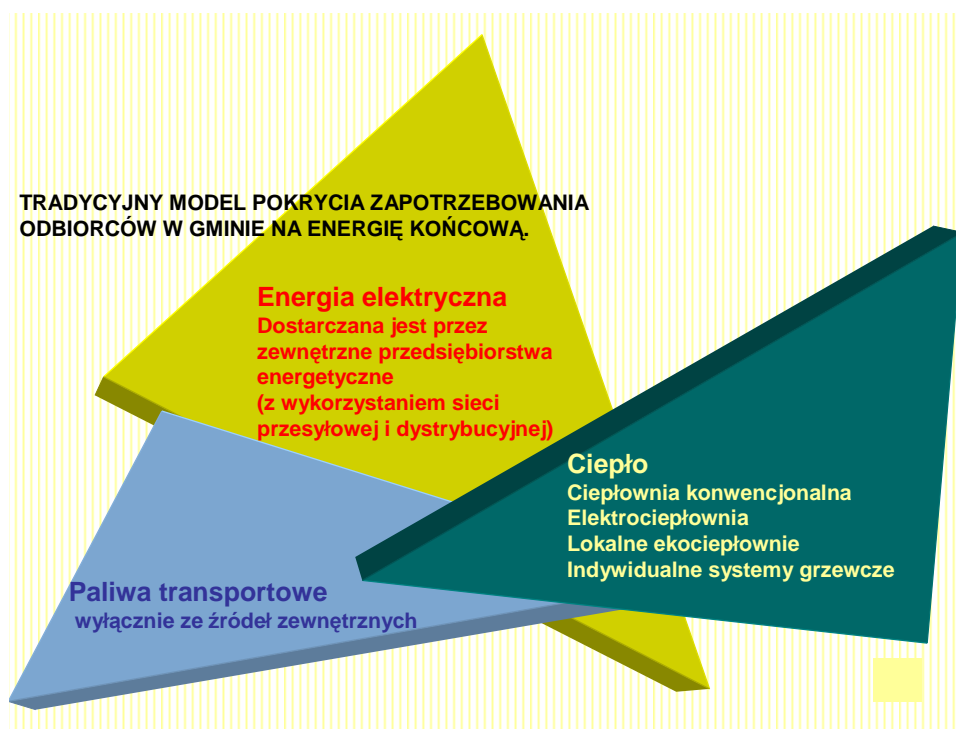 TRADYCYJNY MODEL POKRYCIA ZAPOTRZEBOWANIA
ODBIORCÓW W GMINIE NA ENERGIĘ KOŃCOWĄ.
Energia elektryczna
Dostarczana jest przez
zewnętrzne przedsiębiorstwa
energetyczne
(z wykorzystaniem sieci
przesyłowej i dystrybucyjnej)
Ciepło
Ciepłownia konwencjonalna
Elektrociepłownia
Lokalne ekociepłownie
Indywidualne systemy grzewcze
Paliwa transportowe
wyłącznie ze źródeł zewnętrznych